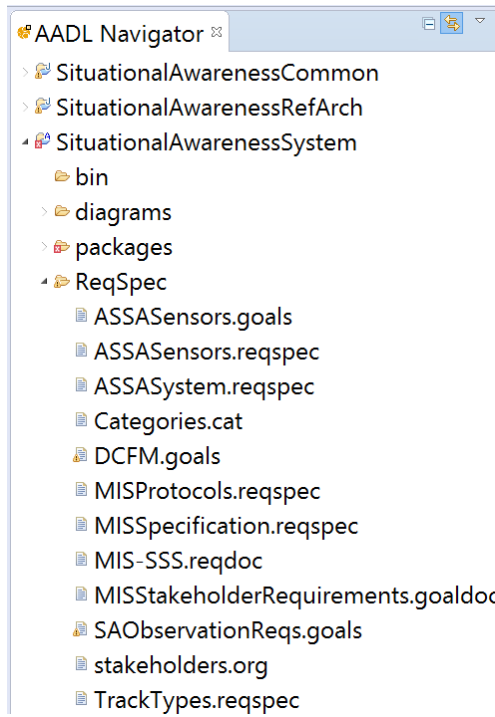 AADL Navigator
SituationalAwarenessCommon
SituationalAwarenessRefArch
SituationalAwarenessSystem
bin
diagrams
packages
ReqSpec
ASSASensors.goals
ASSASensors.reqspec
ASSASystem.reqspec
Categories.cat
DCFM.goals
MISProtocols.reqspec
MISSpecification.reqspec
MIS-SSS.reqdoc
MISStakeholderRequirements.goaldoc
SAObservationReqs.goals
stakeholders.org
TrackTypes.reqspec